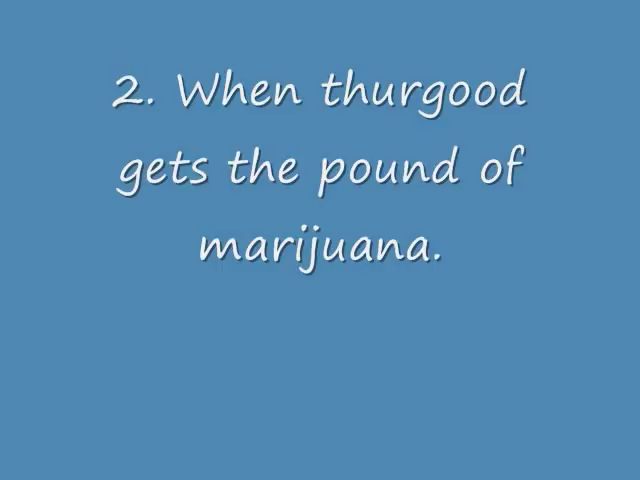 2. When thurgood
gets the pound of
marijuana.